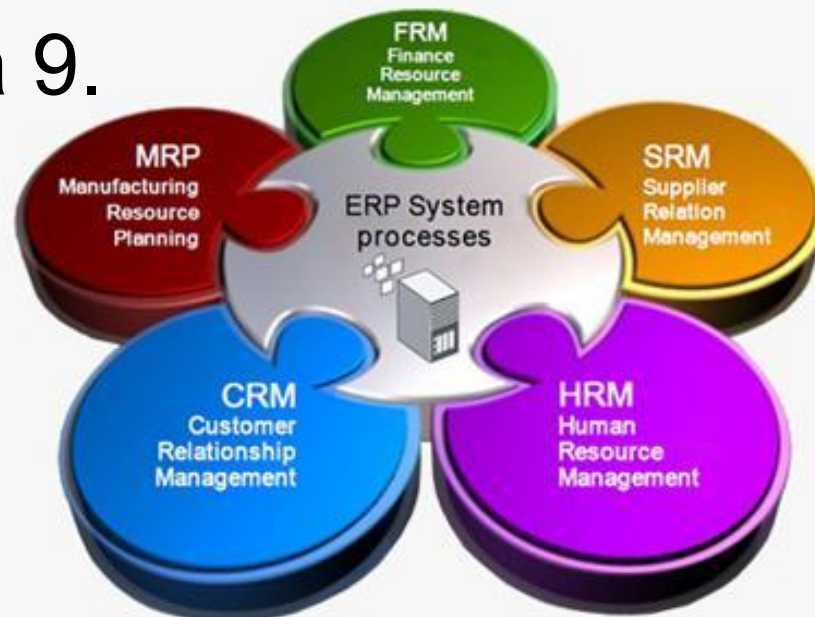 а 9.
FRM
Finance
Resource
Management
MRP
Manufacturing
Resource
Planning
SRM
Supplier
Relation
Management
ERP System
processes
CRM
Customer
Relationship
Management
HRM
Human
Resource
Management